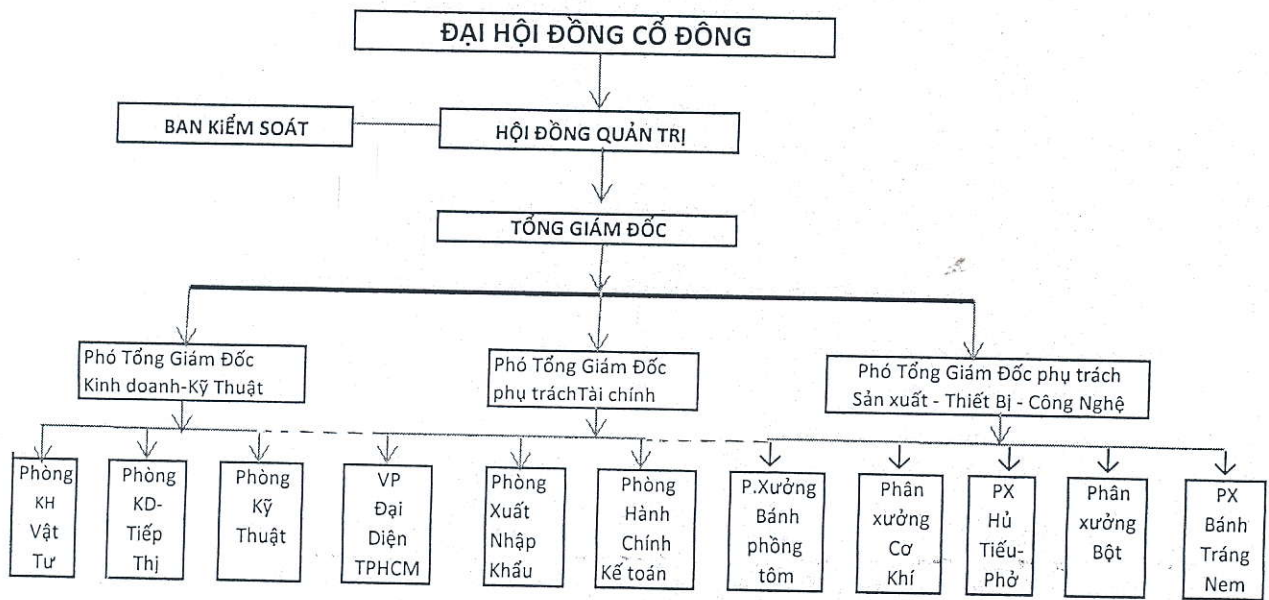 ĐẠI HỘI ĐỒNG CỔ ĐÔNG
BAN KiỂM SOÁT
HỘI ĐỒNG QUẢN TRỊ
TỔNG GIÁM ĐỐC
Phó Tổng Giám Đốc
Kinh doanh-Kỹ Thuật
Phó Tổng Giám Đốc
phụ tráchTài chính
Phó Tổng Giám Đốc phụ trách
Sản xuất - Thiết Bị - Công Nghệ
Phòng
KH
Vật
Tư
Phòng
KD-
Tiếp
Thị
Phòng
Kỹ
Thuật
VP
Đại
Diện
TPHCM
Phòng
Xuất
Nhập
Khẩu
Phòng
Hành
Chính
Kế toán
P.Xưởng
Bánh
phồng
tôm
Phân
xưởng
Cơ
Khí
PX
Hủ
Tiếu-
Phở
Phân
xưởng
Bột
PX
Bánh
Tráng
Nem